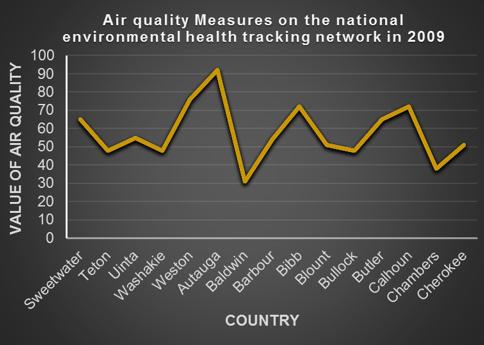 Air quality Measures on the national
environmental health tracking network in 2009
VALUE OF AIR QUALITY
100
90
80
70
60
50
40
30
20
10
0
Sweetwater
Teton
Uinta
Washakie
Weston
Autauga
Baldwin
Barbour
Bibb
Blount
Bullock
Butler
Calhoun
Chambers
Cherokee
COUNTRY